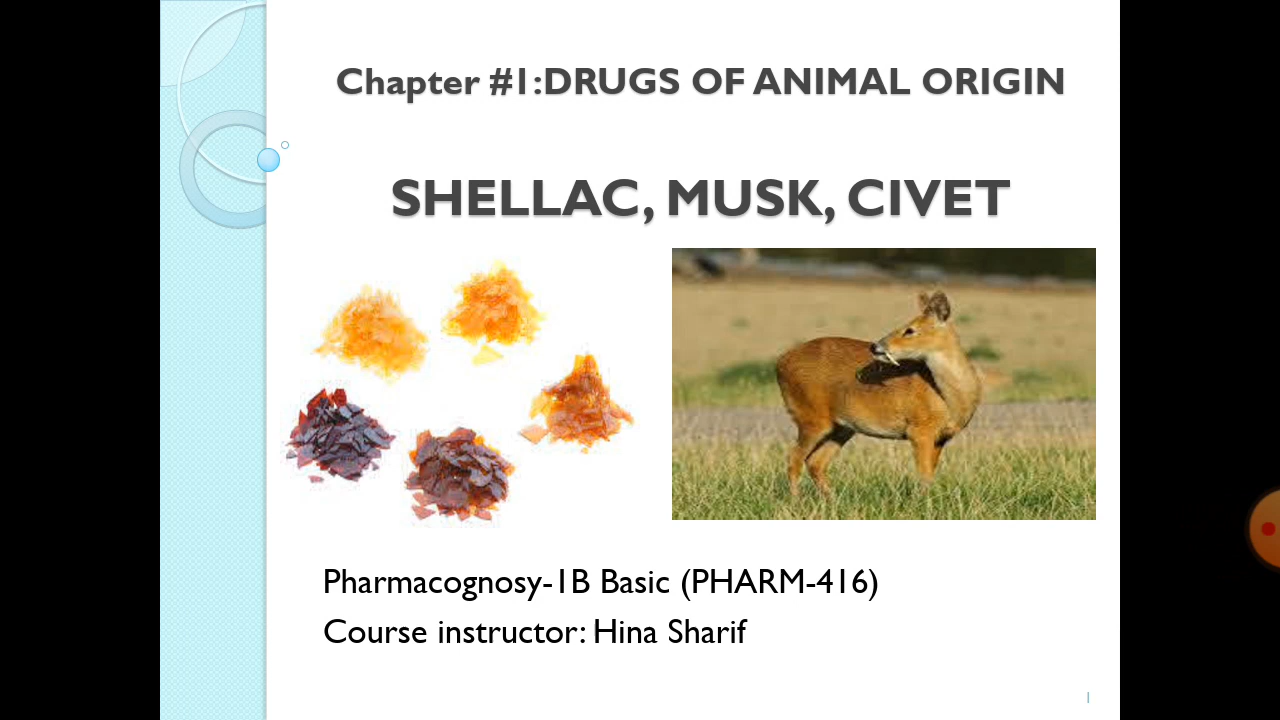 Chapter #1:DRUGS OF ANIMAL ORIGIN
SHELLAC, MUSK, CIVET
Pharmacognosy-1B Basic (PHARM-416)
Course instructor: Hina Sharif
1